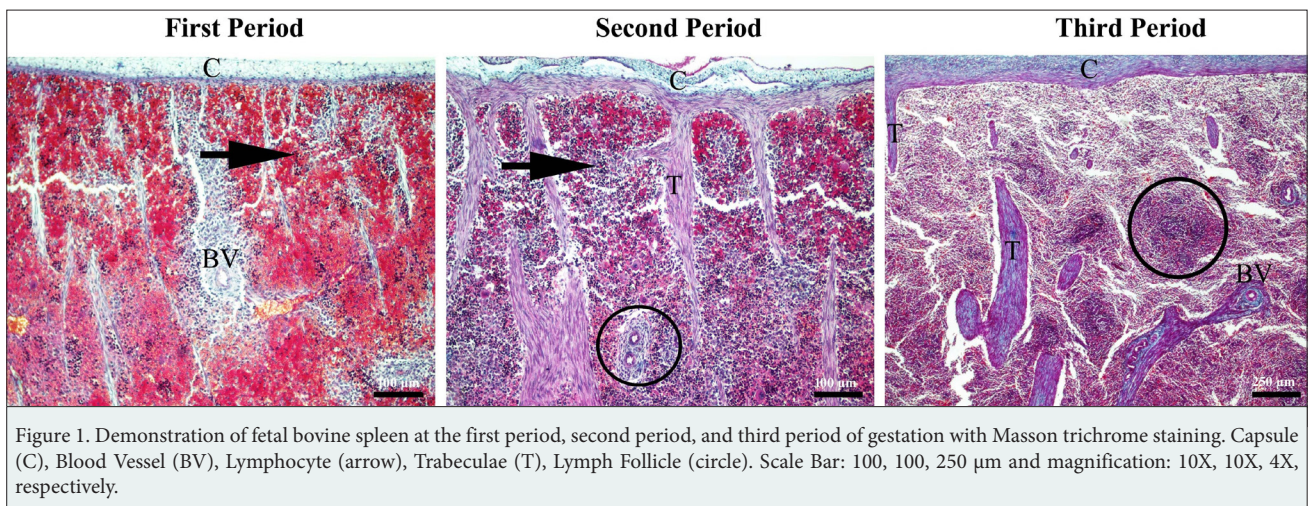 First Period
Second Period
Third Period
C
BV
100 µm
C
T
100 µm
C
T
T
BV
250 µm
Figure 1. Demonstration of fetal bovine spleen at the first period, second period, and third period of gestation with Masson trichrome staining. Capsule
(C), Blood Vessel (BV), Lymphocyte (arrow), Trabeculae (T), Lymph Follicle (circle). Scale Bar: 100, 100, 250 µm and magnification: 10X, 10X, 4X,
respectively.